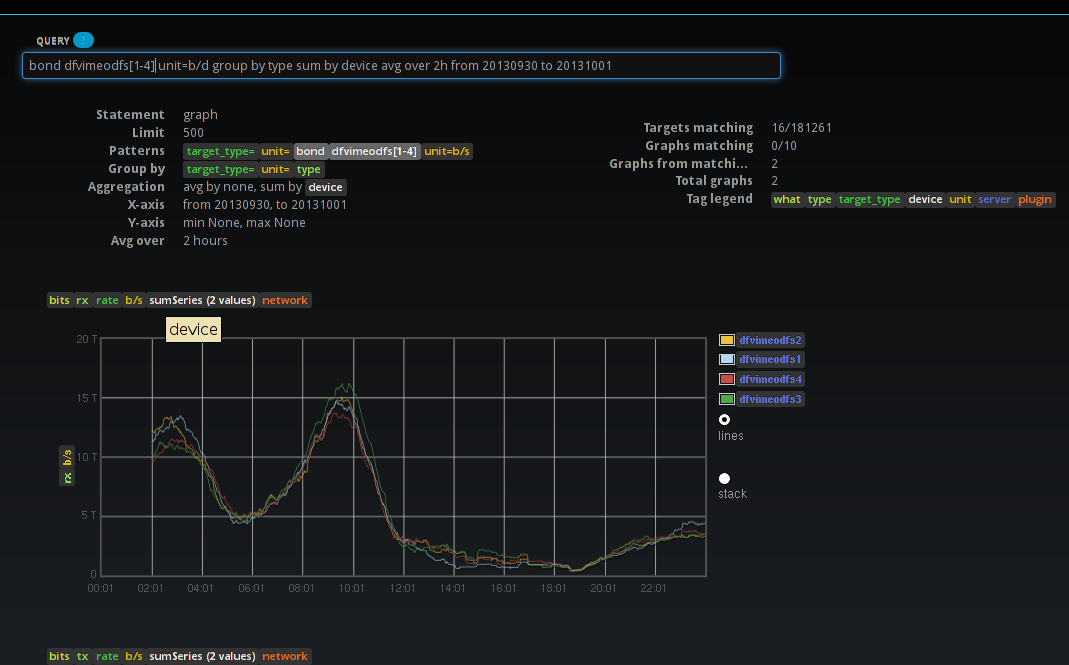 QUERY ?
bond dfvimeodfs[1-4] unit=b/d group by type sum by device avg over 2h from 20130930 to 20131001
Statement graph
Limit 500
Patterns target_type= unit= bond dfvimeodfs[1-4] unit=b/s
Group by target_type= unit= type
Aggregation avg by none, sum by device
X-axis from 20130930, to 20131001
Y-axis min None, max None
Avg over 2 hours
Targets matching 16/181261
Graphs matching 0/10
Graphs from matchi... 2
Total graphs 2
Tag legend what type target_type device unit server plugin
bits rx rate b/s sumSeries (2 values) network
device
20 T
15 T
10 T
5 T
0
rx b/s
00:01 02:01 04:01 06:01 08:01 10:01 12:01 14:01 16:01 18:01 20:01 22:01
dfvimeodfs2
dfvimeodfs1
dfvimeodfs4
dfvimeodfs3
lines
stack
bits tx rate b/s sumSeries (2 values) network